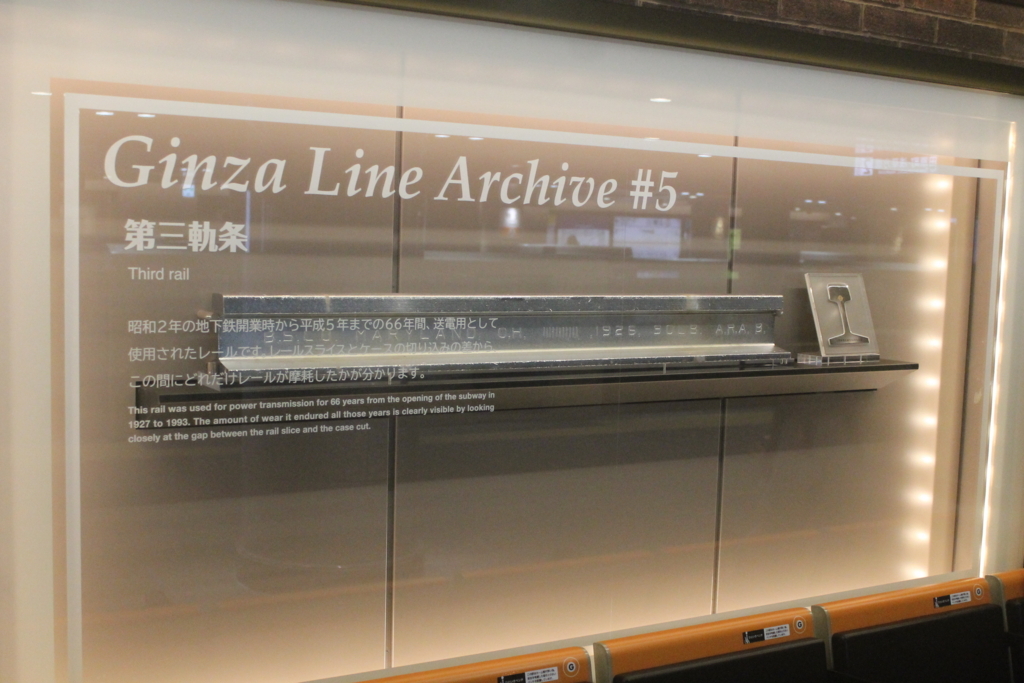 Ginza Line Archive #5
第三軌条
Third rail
昭和2年の地下鉄開業時から平成5年までの66年間、送電用として
使用されたレールです。レールスライスとケースの切り込みの差から
この間にどれだけレールが摩耗したかが分かります。
This rail was used for power transmission for 66 years from the opening of the subway in
1927 to 1993. The amount of wear it endured all those years is clearly visible by looking
closely at the gap between the rail slice and the case cut.
O.H. 1925. A.R.A. B.
G
G
G